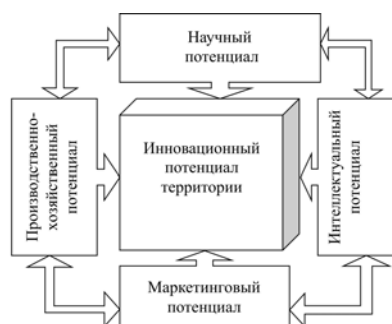 Научный
потенциал
Производственно-
хозяйственный
потенциал
Инновационный
потенциал
территории
Интеллектуальный
потенциал
Маркетинговый
потенциал